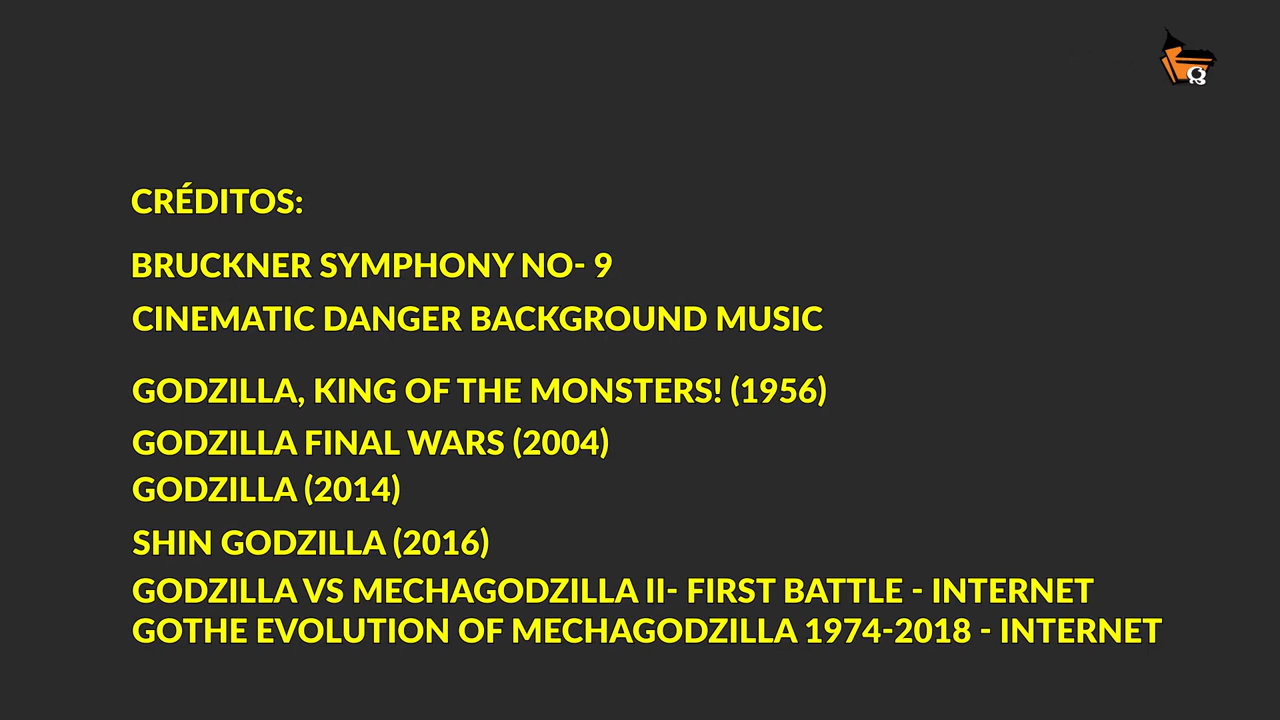 CRÉDITOS:
BRUCKNER SYMPHONY NO- 9
CINEMATIC DANGER BACKGROUND MUSIC
GODZILLA, KING OF THE MONSTERS! (1956)
GODZILLA FINAL WARS (2004)
GODZILLA (2014)
SHIN GODZILLA (2016)
GODZILLA VS MECHAGODZILLA II- FIRST BATTLE - INTERNET
GOTHE EVOLUTION OF MECHAGODZILLA 1974-2018 - INTERNET